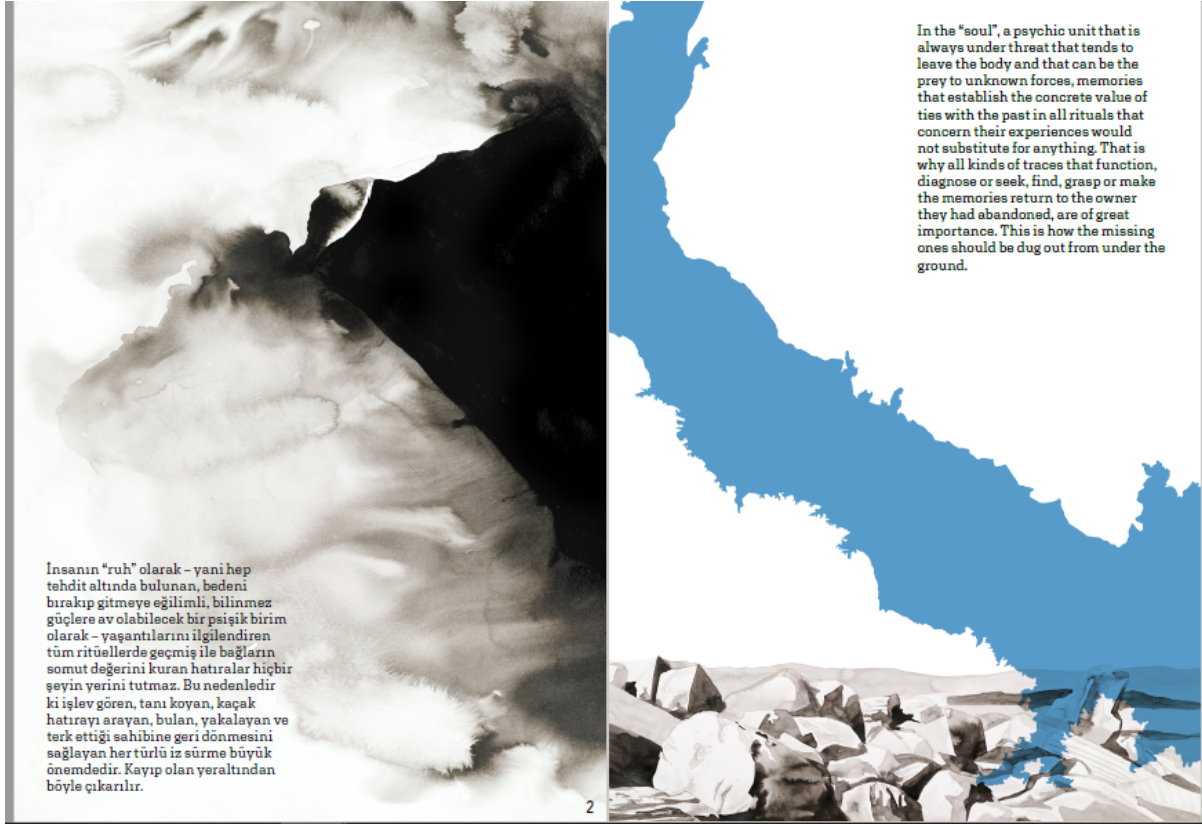 İnsanın “ruh” olarak – yani hep
tehdit altında bulunan, bedeni
bırakıp gitmeye eğilimli, bilinmez
güçlere av olabilecek bir psişik birim
olarak – yaşantılarını ilgilendiren
tüm ritüellerde geçmiş ile bağların
somut değerini kuran hatıralar hiçbir
şeyin yerini tutmaz. Bu nedenledir
ki işlev gören, tanı koyan, kaçak
hatırayı arayan, bulan, yakalayan ve
terk ettiği sahibine geri dönmesini
sağlayan her türlü iz sürme büyük
önemdedir. Kayıp olan yeraltından
böyle çıkarılır.
2
In the “soul”, a psychic unit that is
always under threat that tends to
leave the body and that can be the
prey to unknown forces, memories
that establish the concrete value of
ties with the past in all rituals that
concern their experiences would
not substitute for anything. That is
why all kinds of traces that function,
diagnose or seek, find, grasp or make
the memories return to the owner
they had abandoned, are of great
importance. This is how the missing
ones should be dug out from under the
ground.